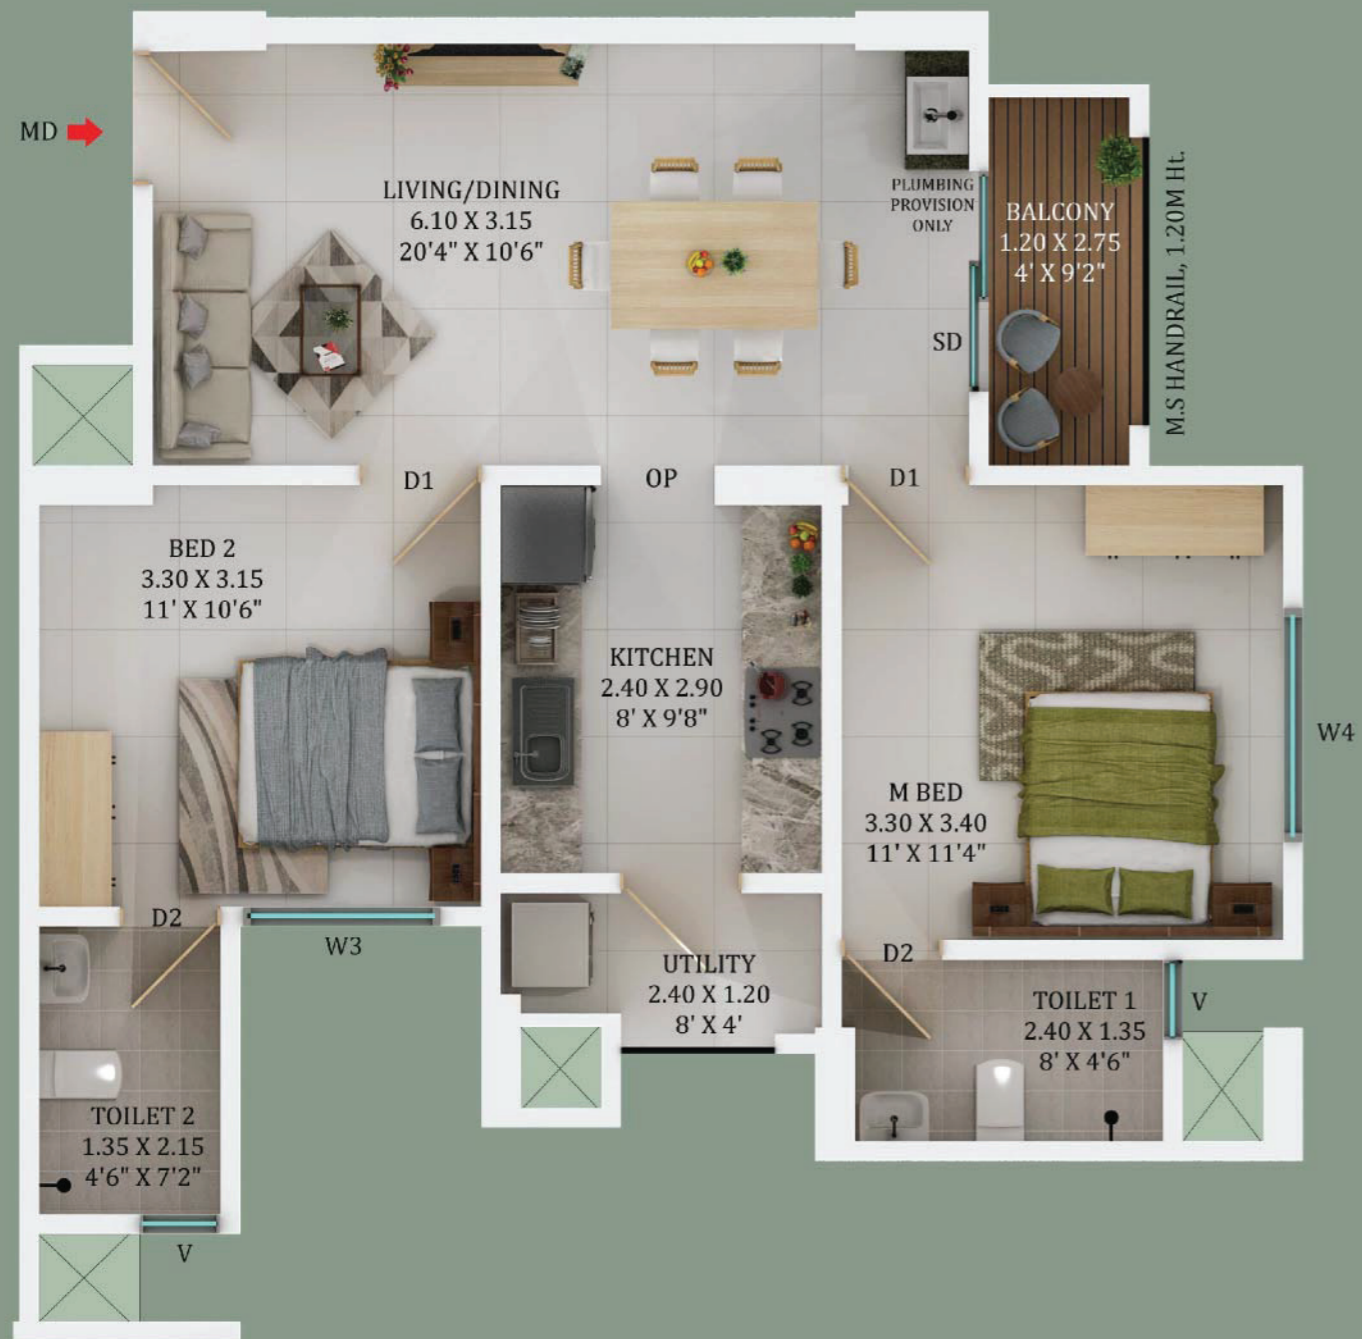 MD
LIVING/DINING
6.10 X 3.15
20'4" X 10'6"
PLUMBING
PROVISION
ONLY
BALCONY
1.20 X 2.75
4' X 9'2"
M.S HANDRAIL, 1.20M Ht.
SD
D1
OP
D1
BED 2
3.30 X 3.15
11' X 10'6"
KITCHEN
2.40 X 2.90
8' X 9'8"
W4
M BED
3.30 X 3.40
11' X 11'4"
D2
W3
UTILITY
2.40 X 1.20
8' X 4'
D2
TOILET 1
2.40 X 1.35
8' X 4'6"
V
TOILET 2
1.35 X 2.15
4'6" X 7'2"
V